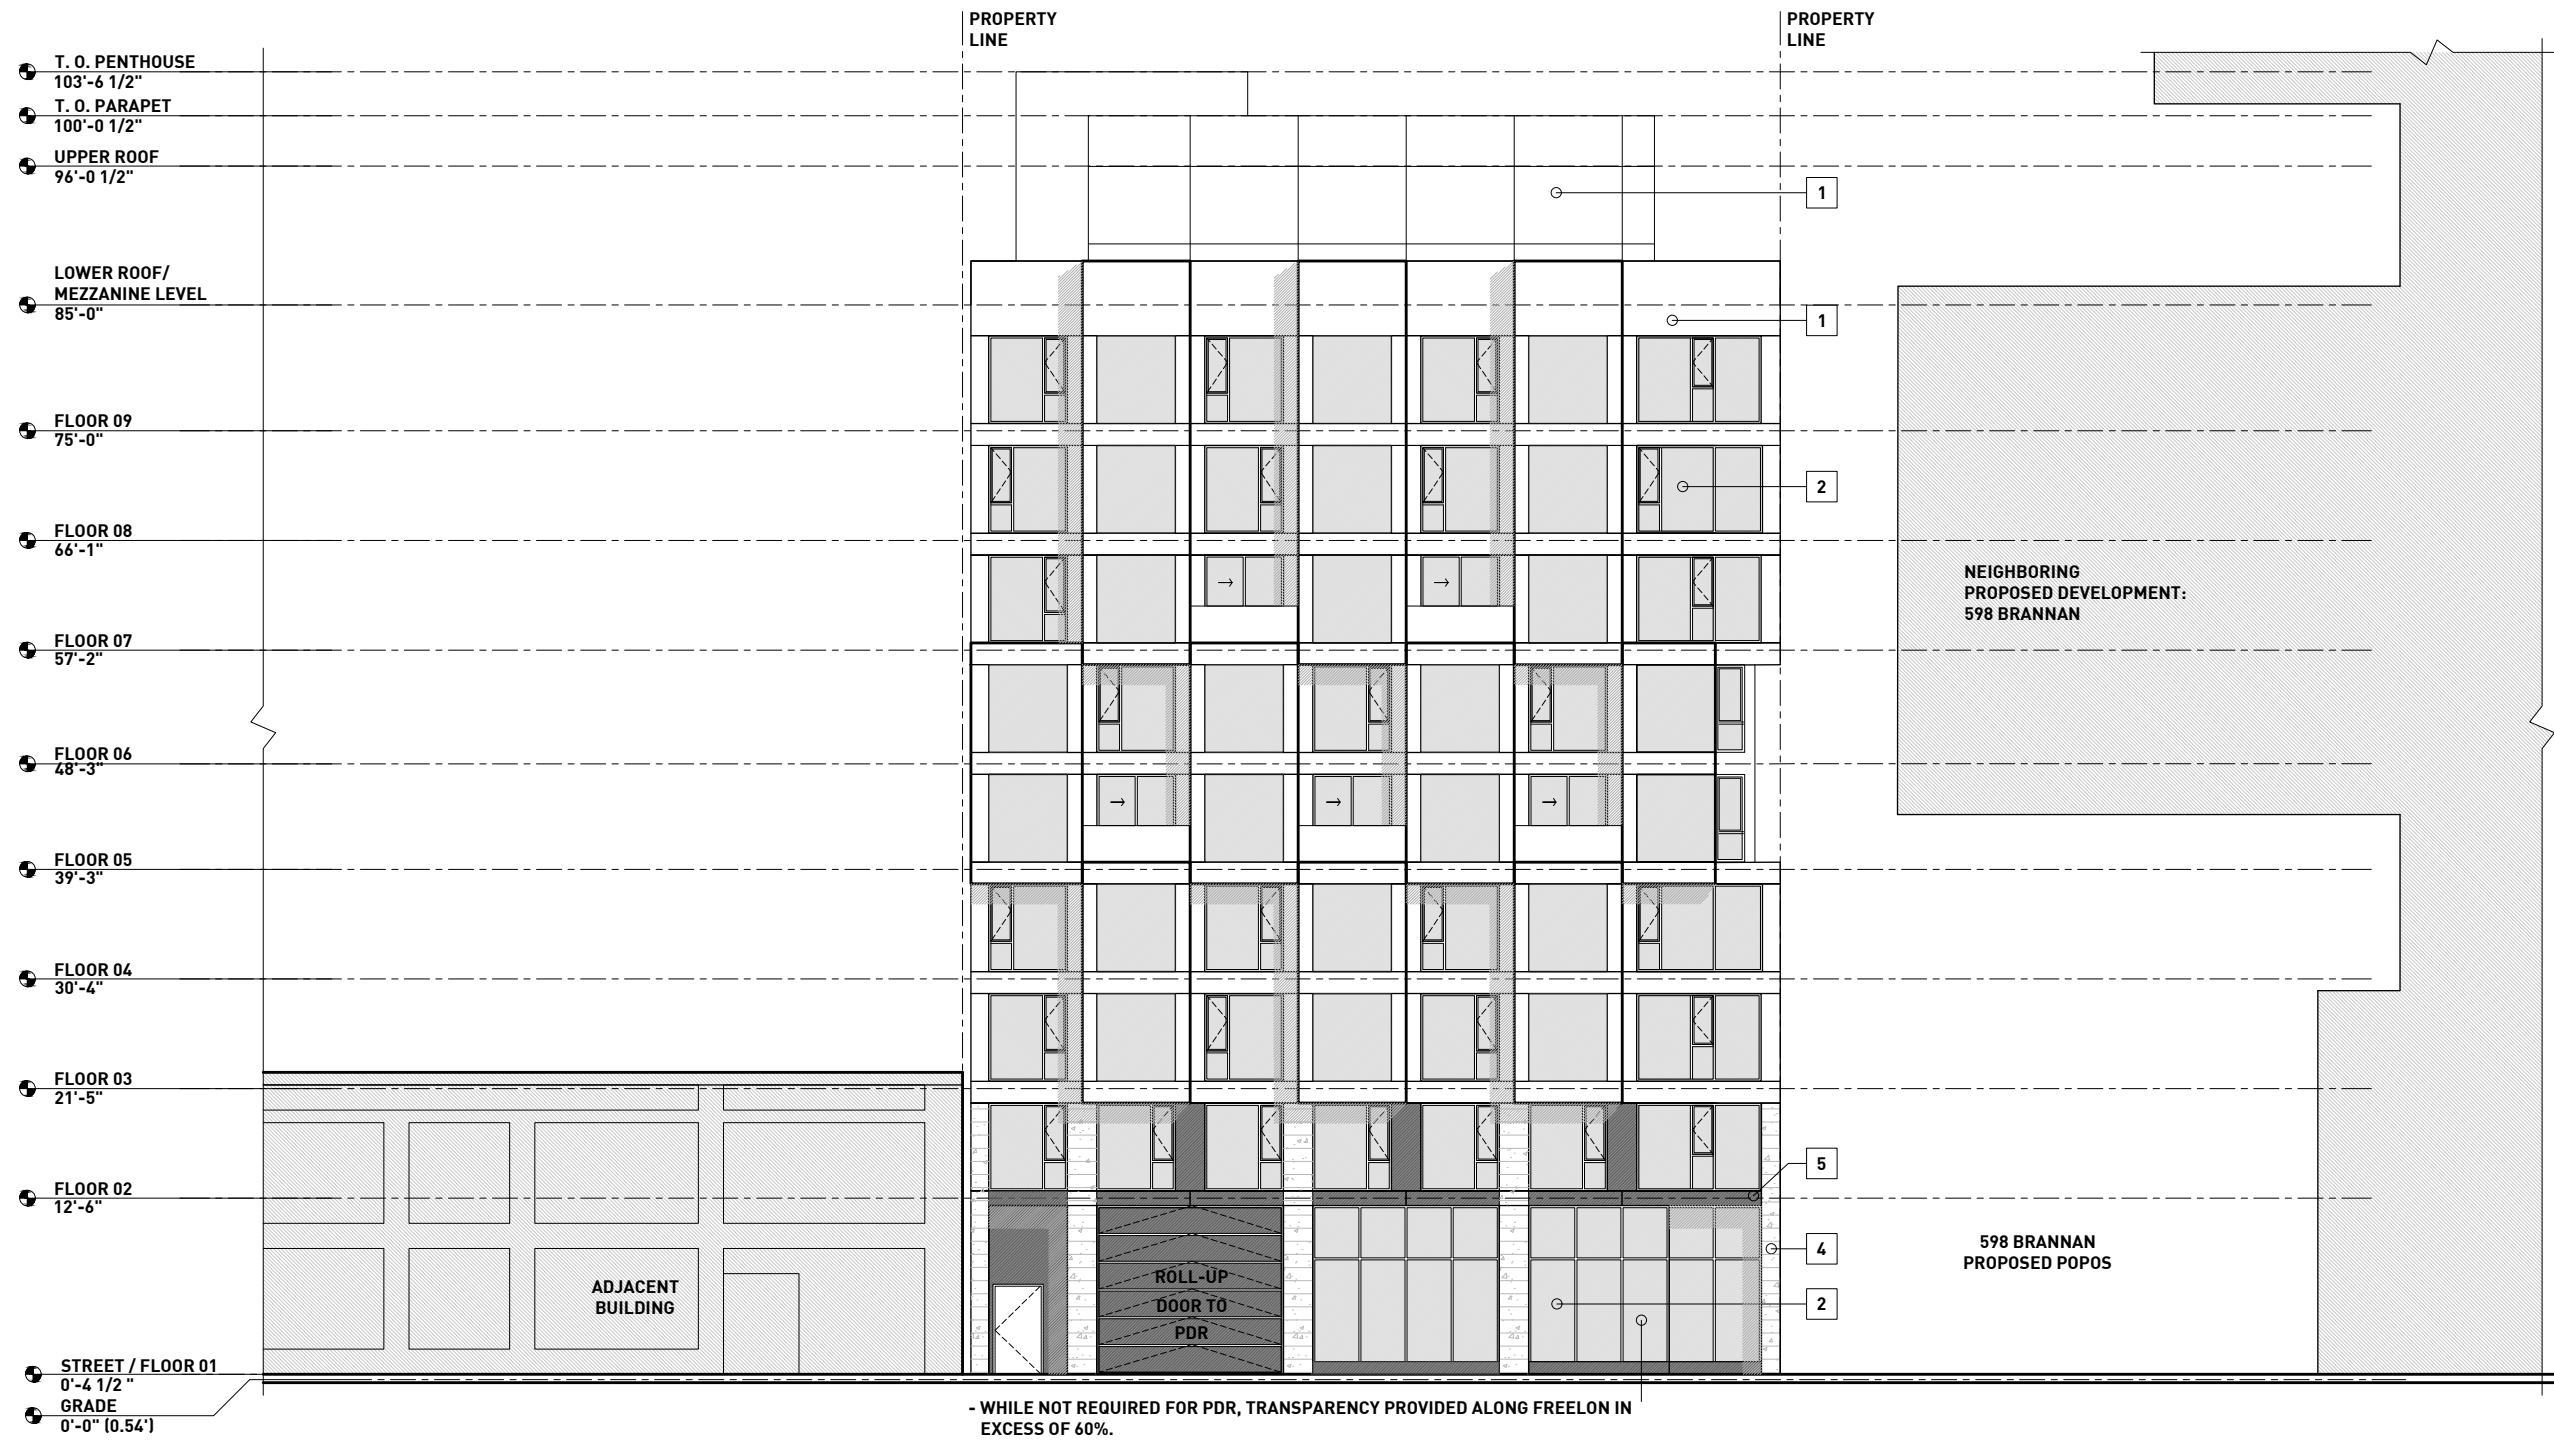 PROPERTY
LINE
PROPERTY
LINE
T. O. PENTHOUSE
103'-6 1/2"
T. O. PARAPET
100'-0 1/2"
UPPER ROOF
96'-0 1/2"
1
LOWER ROOF/
MEZZANINE LEVEL
85'-0"
1
FLOOR 09
75'-0"
2
FLOOR 08
66'-1"
NEIGHBORING
PROPOSED DEVELOPMENT:
598 BRANNAN
FLOOR 07
57'-2"
FLOOR 06
48'-3"
FLOOR 05
39'-3"
FLOOR 04
30'-4"
FLOOR 03
21'-5"
5
FLOOR 02
12'-6"
4
598 BRANNAN
PROPOSED POPOS
ADJACENT
BUILDING
ROLL-UP
DOOR TO
PDR
2
STREET / FLOOR 01
0'-4 1/2 "
GRADE
0'-0" (0.54')
- WHILE NOT REQUIRED FOR PDR, TRANSPARENCY PROVIDED ALONG FREELON IN
EXCESS OF 60%.